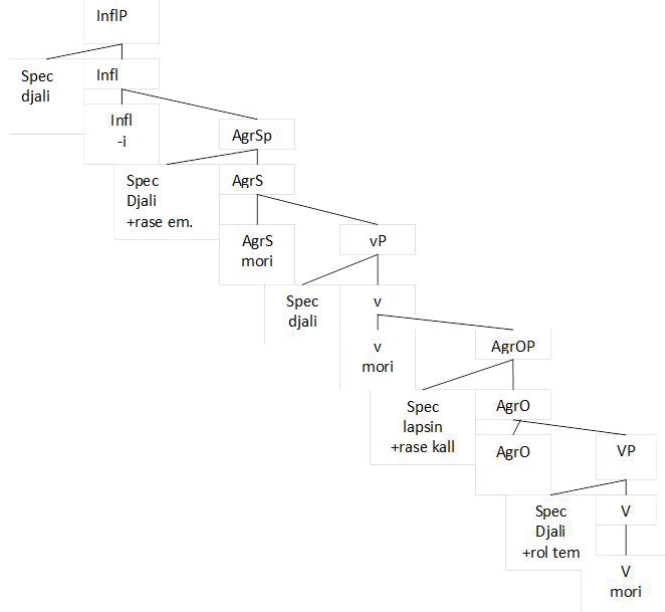 InflP
Spec
djali
Infl
Infl
-i
AgrSp
Spec
Djali
+rase em.
AgrS
AgrS
mori
vP
Spec
djali
v
v
mori
AgrOP
Spec
lapsin
+rase kall
AgrO
AgrO
VP
Spec
Djali
+rol tem
V
V
mori